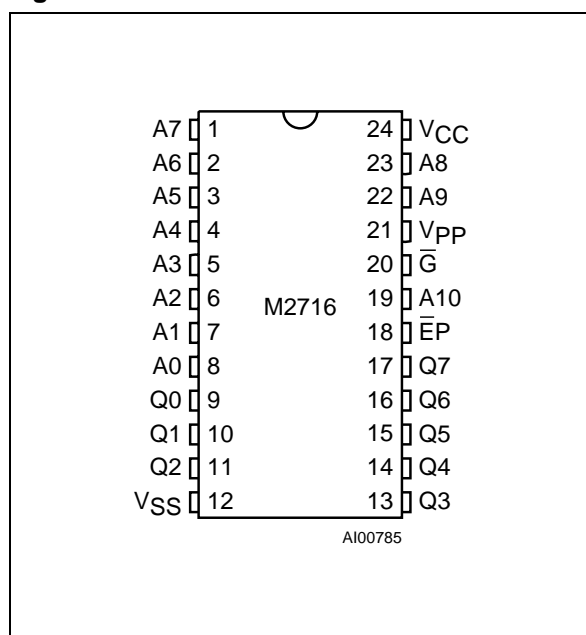 A7 1 24 VCC
A6 2 23 A8
A5 3 22 A9
A4 4 21 VPP
A3 5 20 G̅
A2 6 19 A10
M2716
A1 7 18 E̅P
A0 8 17 Q7
Q0 9 16 Q6
Q1 10 15 Q5
Q2 11 14 Q4
VSS 12 13 Q3
AI00785